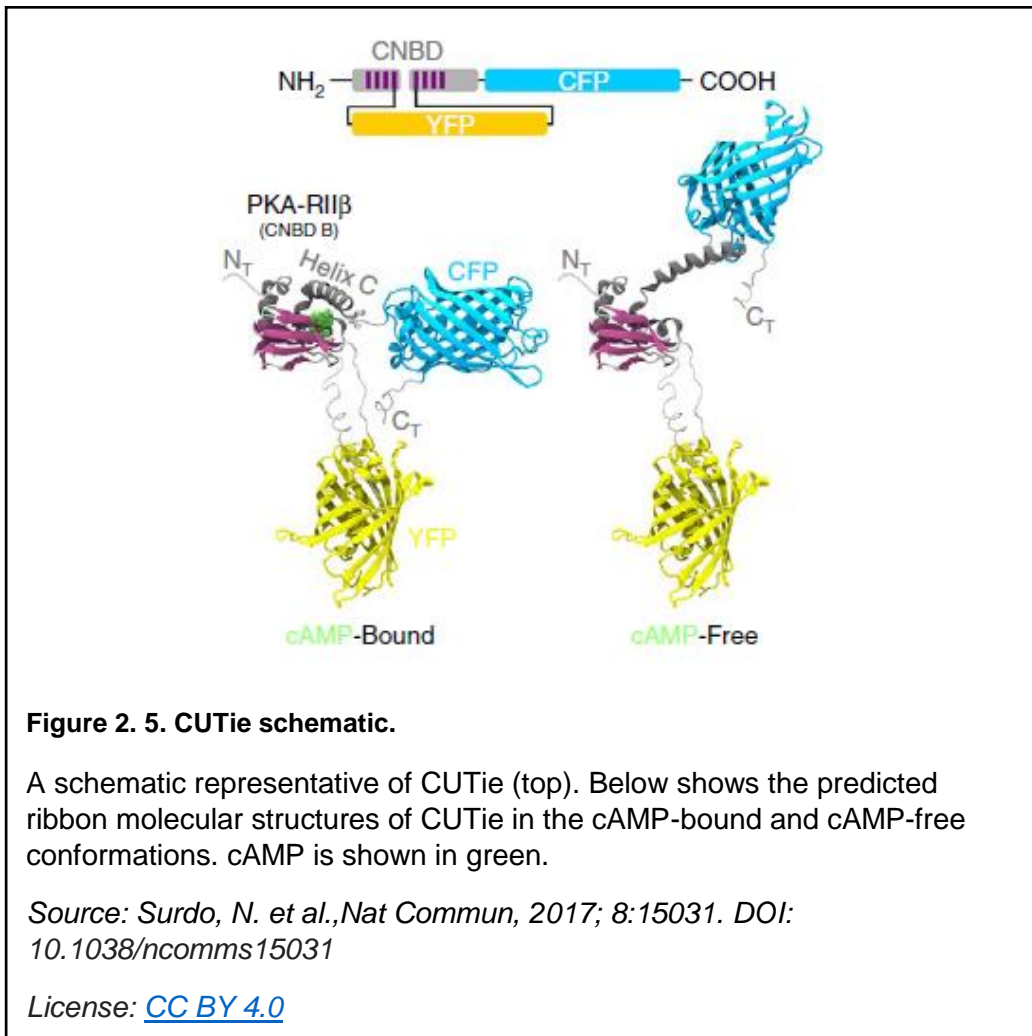 CNBD
NH2 CFP COOH
YFP
PKA-RIIβ
(CNBD B)
NT Helix C CFP NT
CT
CT
YFP
cAMP-Bound cAMP-Free
Figure 2. 5. CUTie schematic.
A schematic representative of CUTie (top). Below shows the predicted
ribbon molecular structures of CUTie in the cAMP-bound and cAMP-free
conformations. cAMP is shown in green.
Source: Surdo, N. et al.,Nat Commun, 2017; 8:15031. DOI:
10.1038/ncomms15031
License: CC BY 4.0